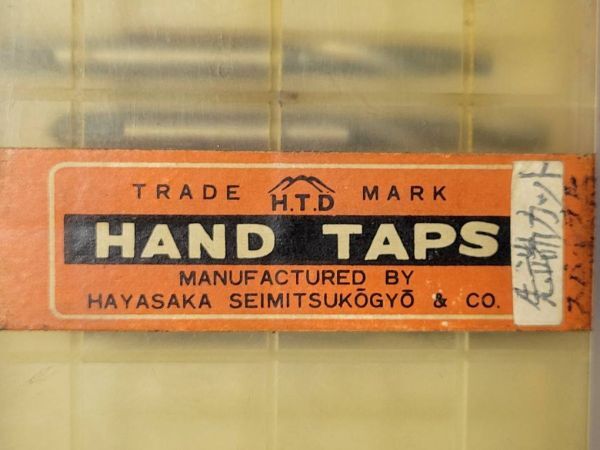 TRADE H.T.D MARK
HAND TAPS
MANUFACTURED BY
HAYASAKA SEIMITSUKŌGYŌ & CO.
先端カット